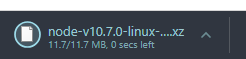 node-v10.7.0-linux-....xz
11.7/11.7 MB, 0 secs left